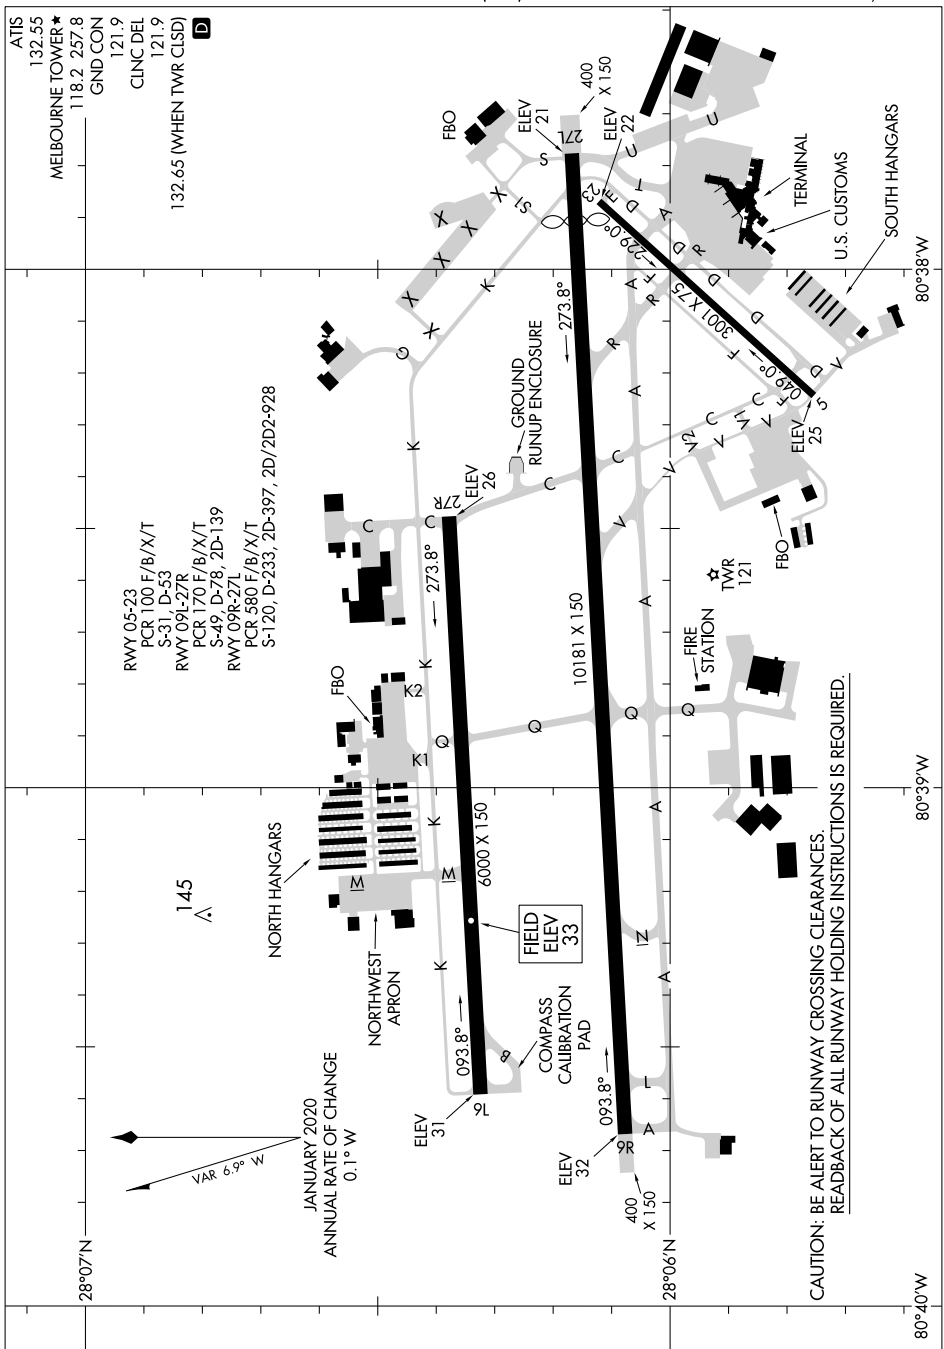 ATIS
132.55
MELBOURNE TOWER★
118.2 257.8
GND CON
121.9
CLNC DEL
121.9
132.65 (WHEN TWR CLSD)
D
RWY 05-23
PCR 100 F/B/X/T
S-31, D-53
RWY 09L-27R
PCR 170 F/B/X/T
S-49, D-78, 2D-139
RWY 09R-27L
PCR 580 F/B/X/T
S-120, D-233, 2D-397, 2D/2D2-928
JANUARY 2020
ANNUAL RATE OF CHANGE
0.1° W
VAR 6.9° W
28°07'N
28°06'N
80°40'W
80°39'W
80°38'W
145
NORTH HANGARS
NORTHWEST
APRON
FBO
K1
K2
M
M
K
K
K
K
K
K
G
X
X
X
X
X
X
S1
S
FBO
C
C
C
C
C
C
C
GROUND
RUNUP ENCLOSURE
ELEV
31
9L
093.8°
B
COMPASS
CALIBRATION
PAD
FIELD
ELEV
33
6000 X 150
273.8°
27R
ELEV
26
Q
Q
Q
Q
400
X 150
ELEV
32
9R
093.8°
10181 X 150
273.8°
27L
ELEV
21
400
X 150
A
L
A
N
A
A
A
A
A
V
V
V2
V
V1
V
V
R
R
R
F
F
F
D
D
D
D
D
T
E
U
U
23
ELEV
22
229.0°
3001 X 75
049.0°
5
ELEV
25
TERMINAL
U.S. CUSTOMS
SOUTH HANGARS
FBO
TWR
121
FIRE
STATION
CAUTION: BE ALERT TO RUNWAY CROSSING CLEARANCES.
READBACK OF ALL RUNWAY HOLDING INSTRUCTIONS IS REQUIRED.